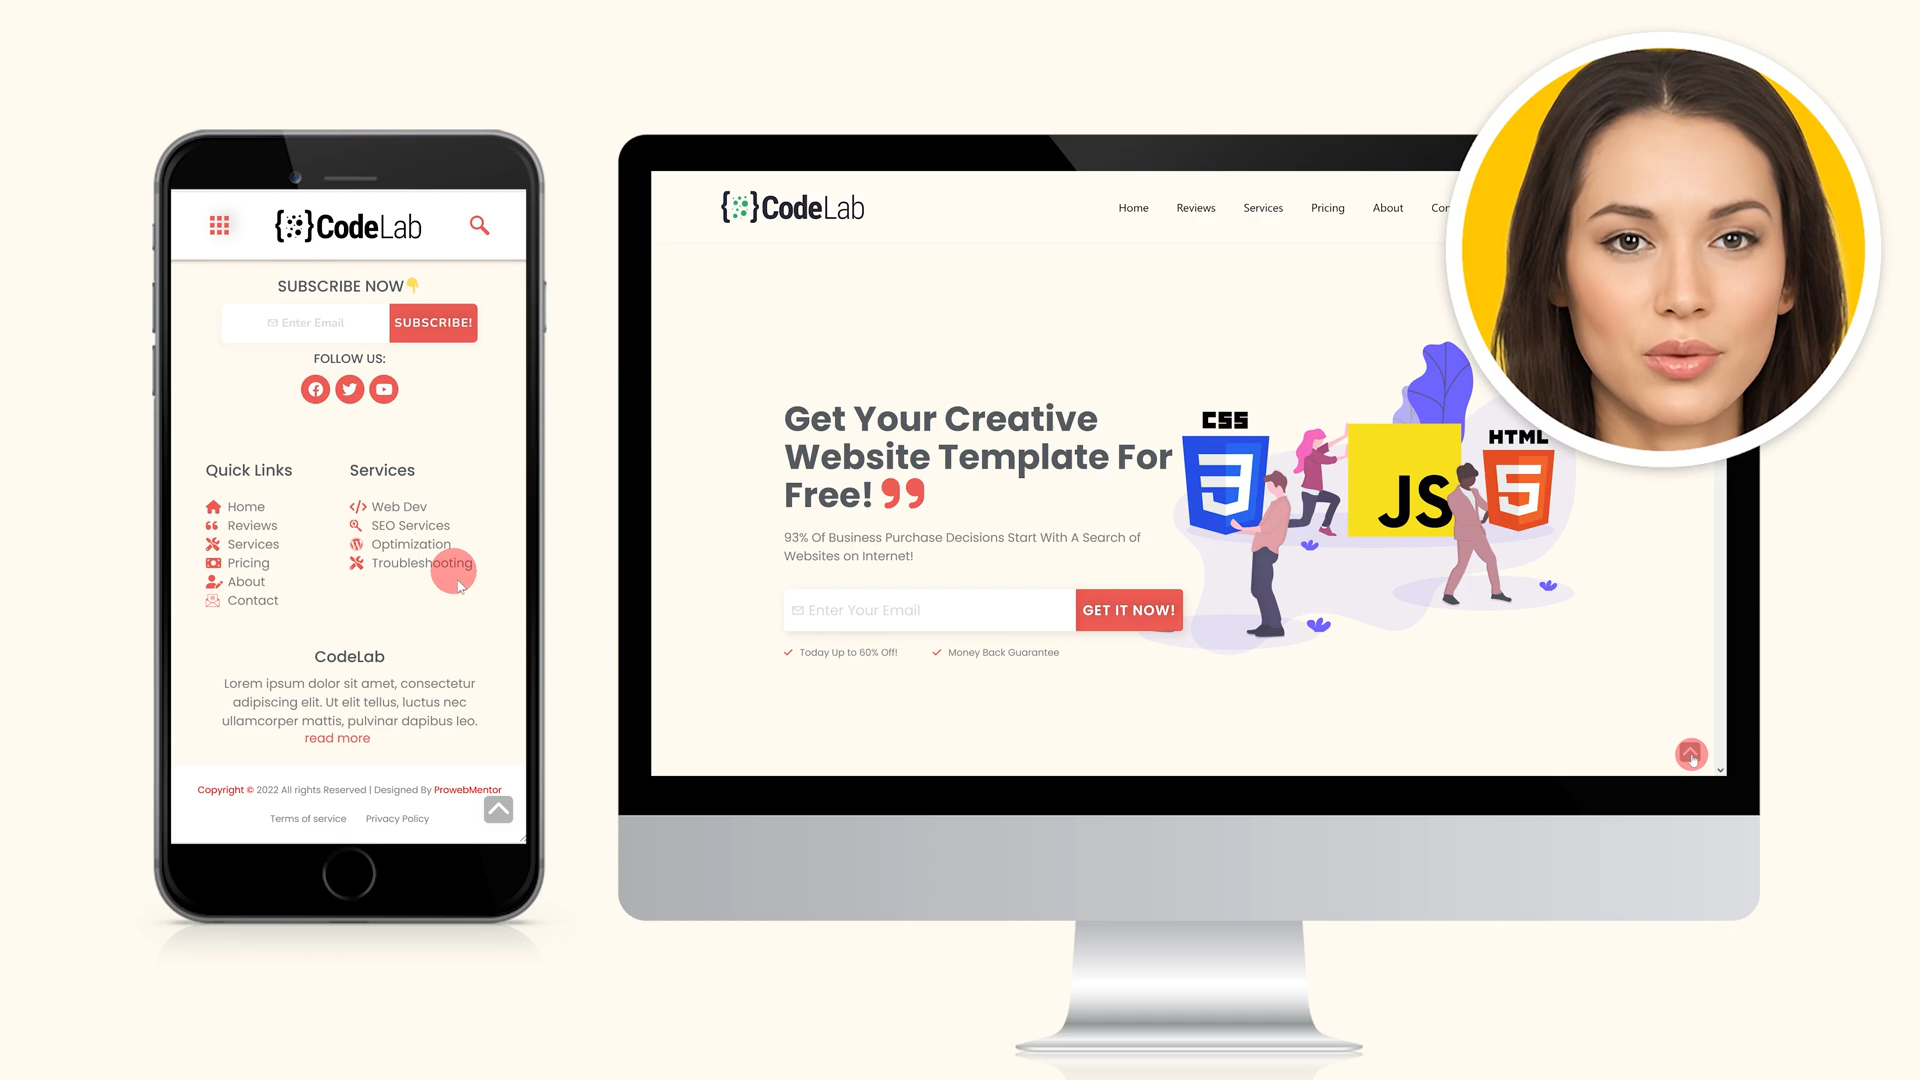 CodeLab
SUBSCRIBE NOW
Enter Email
SUBSCRIBE!
FOLLOW US:
Quick Links
Home
Reviews
Services
Pricing
About
Contact
Services
Web Dev
SEO Services
Optimization
Troubleshooting
CodeLab
Lorem ipsum dolor sit amet, consectetur
adipiscing elit. Ut elit tellus, luctus nec
ullamcorper mattis, pulvinar dapibus leo.
read more
Copyright © 2022 All rights Reserved | Designed By ProwebMentor
Terms of service Privacy Policy
CodeLab
Home Reviews Services Pricing About Con
Get Your Creative
Website Template For
Free!
93% Of Business Purchase Decisions Start With A Search of
Websites on Internet!
Enter Your Email
GET IT NOW!
Today Up to 60% Off! Money Back Guarantee
CSS
3
JS
HTML
5